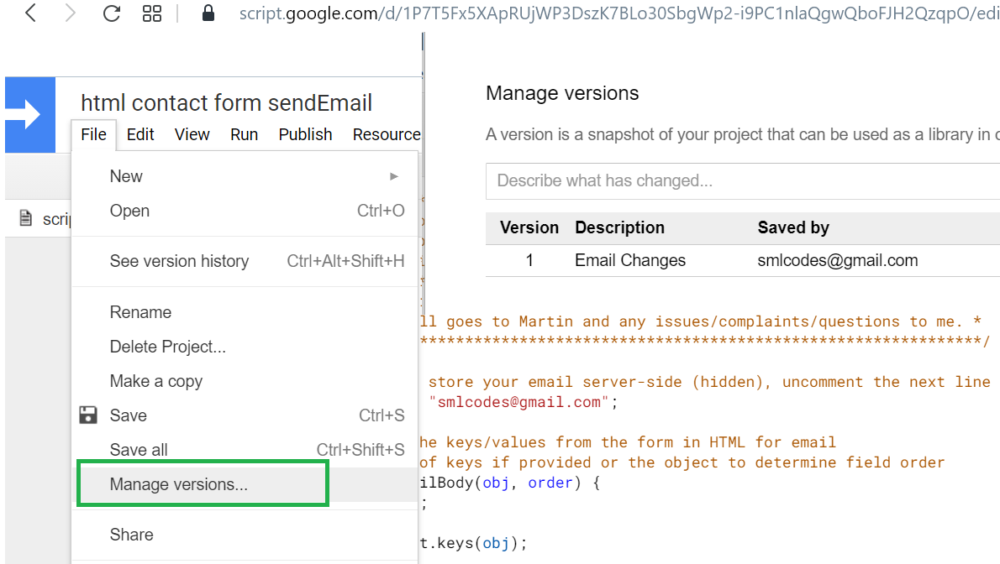 script.google.com/d/1P7T5Fx5XApRUjWP3DszK7BLo30SbgWp2-i9PC1nlaQgwQboFJH2QzqpO/edi
html contact form sendEmail
File Edit View Run Publish Resource
New
Open Ctrl+O
See version history Ctrl+Alt+Shift+H
Rename
Delete Project...
Make a copy
Save Ctrl+S
Save all Ctrl+Shift+S
Manage versions...
Share
scrip
Manage versions
A version is a snapshot of your project that can be used as a library in
Describe what has changed...
Version Description Saved by
1 Email Changes smlcodes@gmail.com
ll goes to Martin and any issues/complaints/questions to me. *
**************************************************************/
store your email server-side (hidden), uncomment the next line
"smlcodes@gmail.com";
he keys/values from the form in HTML for email
of keys if provided or the object to determine field order
ilBody(obj, order) {
;
t.keys(obj);